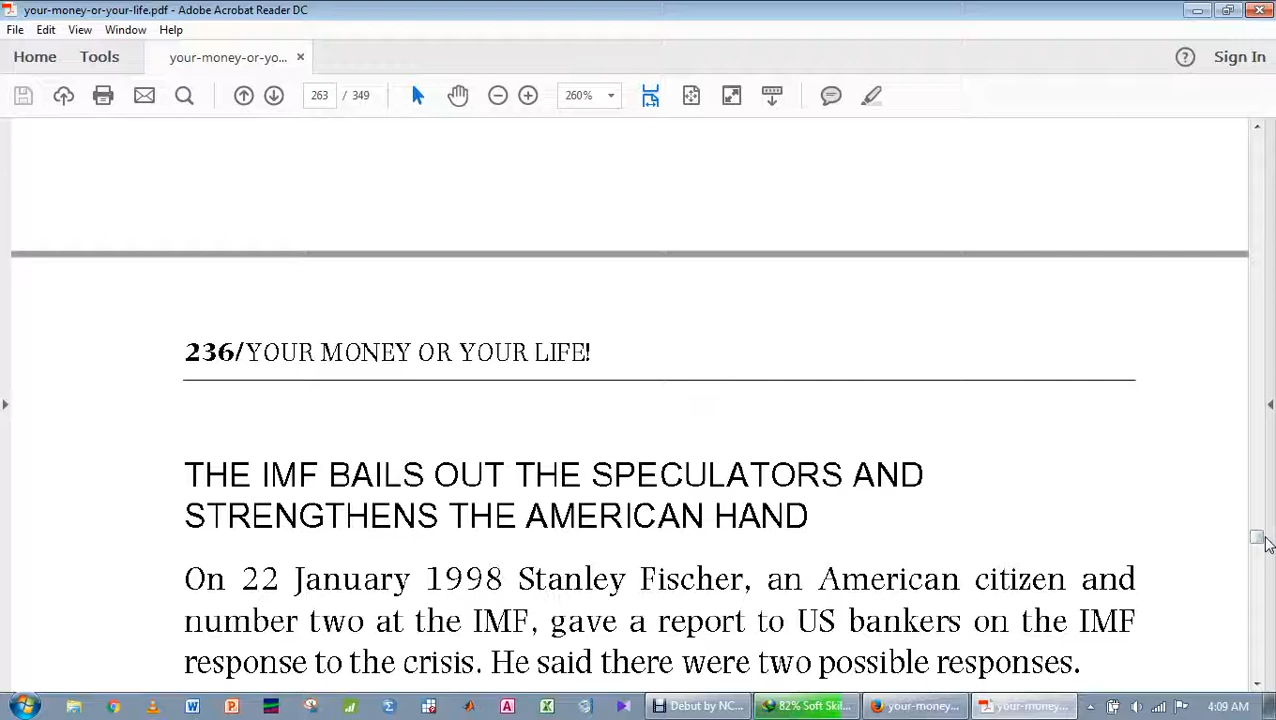 your-money-or-your-life.pdf - Adobe Acrobat Reader DC
File Edit View Window Help
Home Tools your-money-or-yo... × Sign In
263 / 349 260%
236/YOUR MONEY OR YOUR LIFE!
THE IMF BAILS OUT THE SPECULATORS AND
STRENGTHENS THE AMERICAN HAND
On 22 January 1998 Stanley Fischer, an American citizen and
number two at the IMF, gave a report to US bankers on the IMF
response to the crisis. He said there were two possible responses.
Debut by NC... 82% Soft Skil... your-money... your-money... 4:09 AM